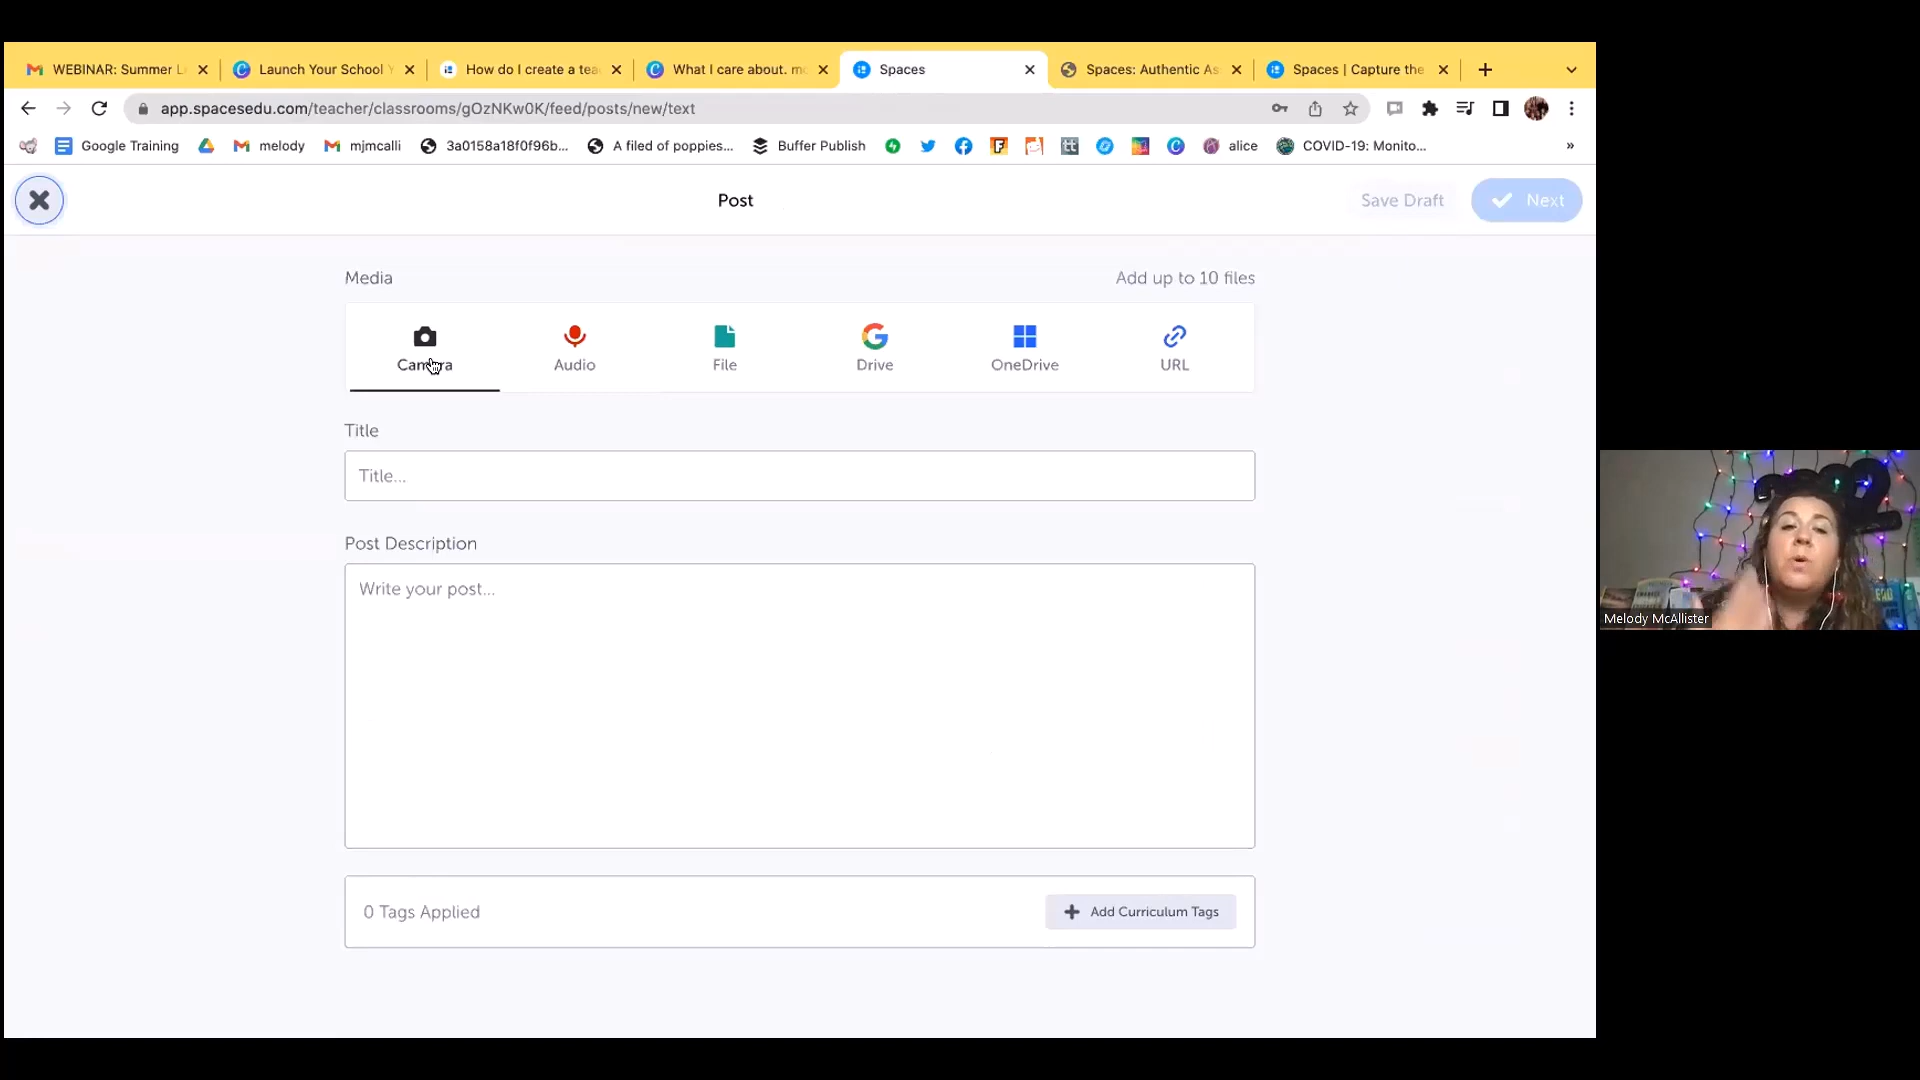 WEBINAR: Summer L
Launch Your School Y
How do I create a tea
What I care about. m
Spaces
Spaces: Authentic As
Spaces | Capture the
app.spacesedu.com/teacher/classrooms/gOzNKw0K/feed/posts/new/text
Google Training
melody
mjmcalli
3a0158a18f0f96b...
A filed of poppies...
Buffer Publish
alice
COVID-19: Monito...
»
Post
Save Draft
Next
Media
Add up to 10 files
Camera
Audio
File
Drive
OneDrive
URL
Title
Title...
Post Description
Write your post...
0 Tags Applied
Add Curriculum Tags
Melody McAllister